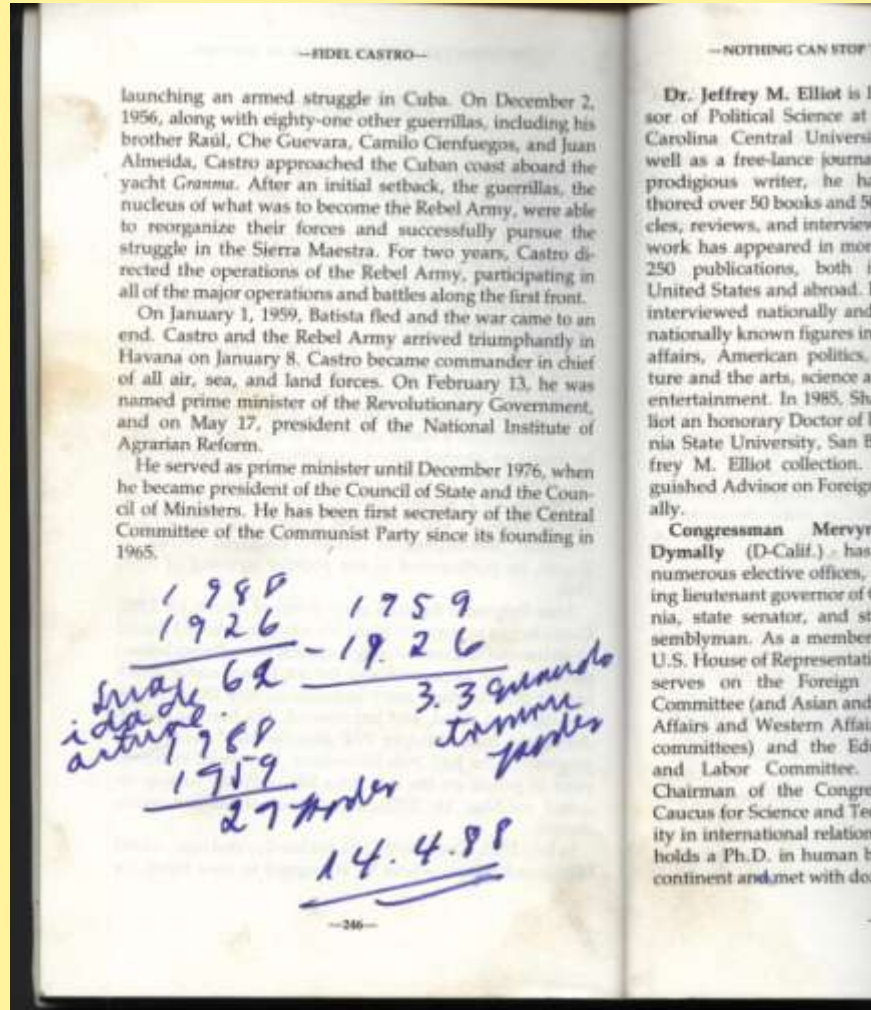 —FIDEL CASTRO—
launching an armed struggle in Cuba. On December 2,
1956, along with eighty-one other guerrillas, including his
brother Raúl, Che Guevara, Camilo Cienfuegos, and Juan
Almeida, Castro approached the Cuban coast aboard the
yacht Granma. After an initial setback, the guerrillas, the
nucleus of what was to become the Rebel Army, were able
to reorganize their forces and successfully pursue the
struggle in the Sierra Maestra. For two years, Castro di-
rected the operations of the Rebel Army, participating in
all of the major operations and battles along the first front.
On January 1, 1959, Batista fled and the war came to an
end. Castro and the Rebel Army arrived triumphantly in
Havana on January 8. Castro became commander in chief
of all air, sea, and land forces. On February 13, he was
named prime minister of the Revolutionary Government,
and on May 17, president of the National Institute of
Agrarian Reform.
He served as prime minister until December 1976, when
he became president of the Council of State and the Coun-
cil of Ministers. He has been first secretary of the Central
Committee of the Communist Party since its founding in
1965.
1988
1926
62
idade
1959
-19.26
3.3 quando
1988
1959
29
14.4.88
—246—
—NOTHING CAN STOP
Dr. Jeffrey M. Elliot is
sor of Political Science at
Carolina Central Universi
well as a free-lance journa
prodigious writer, he ha
thored over 50 books and
cles, reviews, and interview
work has appeared in mor
250 publications, both i
United States and abroad.
interviewed nationally and
nationally known figures in
affairs, American politics,
ture and the arts, science a
entertainment. In 1985, Sh
liot an honorary Doctor of
nia State University, San B
frey M. Elliot collection.
guished Advisor on Foreig
ally.
Congressman Mervyn
Dymally (D-Calif.) has
numerous elective offices,
ing lieutenant governor of
nia, state senator, and st
semblyman. As a member
U.S. House of Representati
serves on the Foreign
Committee (and Asian and
Affairs and Western Affair
committees) and the Edu
and Labor Committee.
Chairman of the Congre
Caucus for Science and Tec
ity in international relation
holds a Ph.D. in human b
continent and met with do